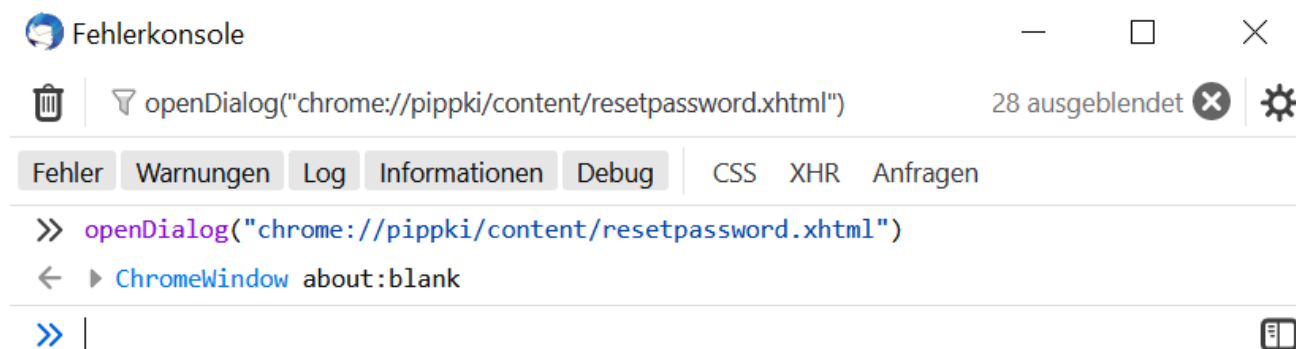 Fehlerkonsole
openDialog("chrome://pippki/content/resetpassword.xhtml") 28 ausgeblendet
Fehler Warnungen Log Informationen Debug CSS XHR Anfragen
openDialog("chrome://pippki/content/resetpassword.xhtml")
ChromeWindow about:blank